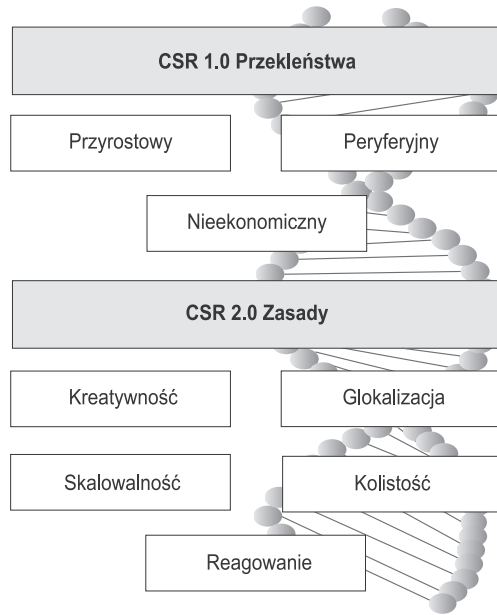 CSR 1.0 Przekleństwa
Przyrostowy
Peryferyjny
Nieekonomiczny
CSR 2.0 Zasady
Kreatywność
Glokalizacja
Skalowalność
Kolistość
Reagowanie